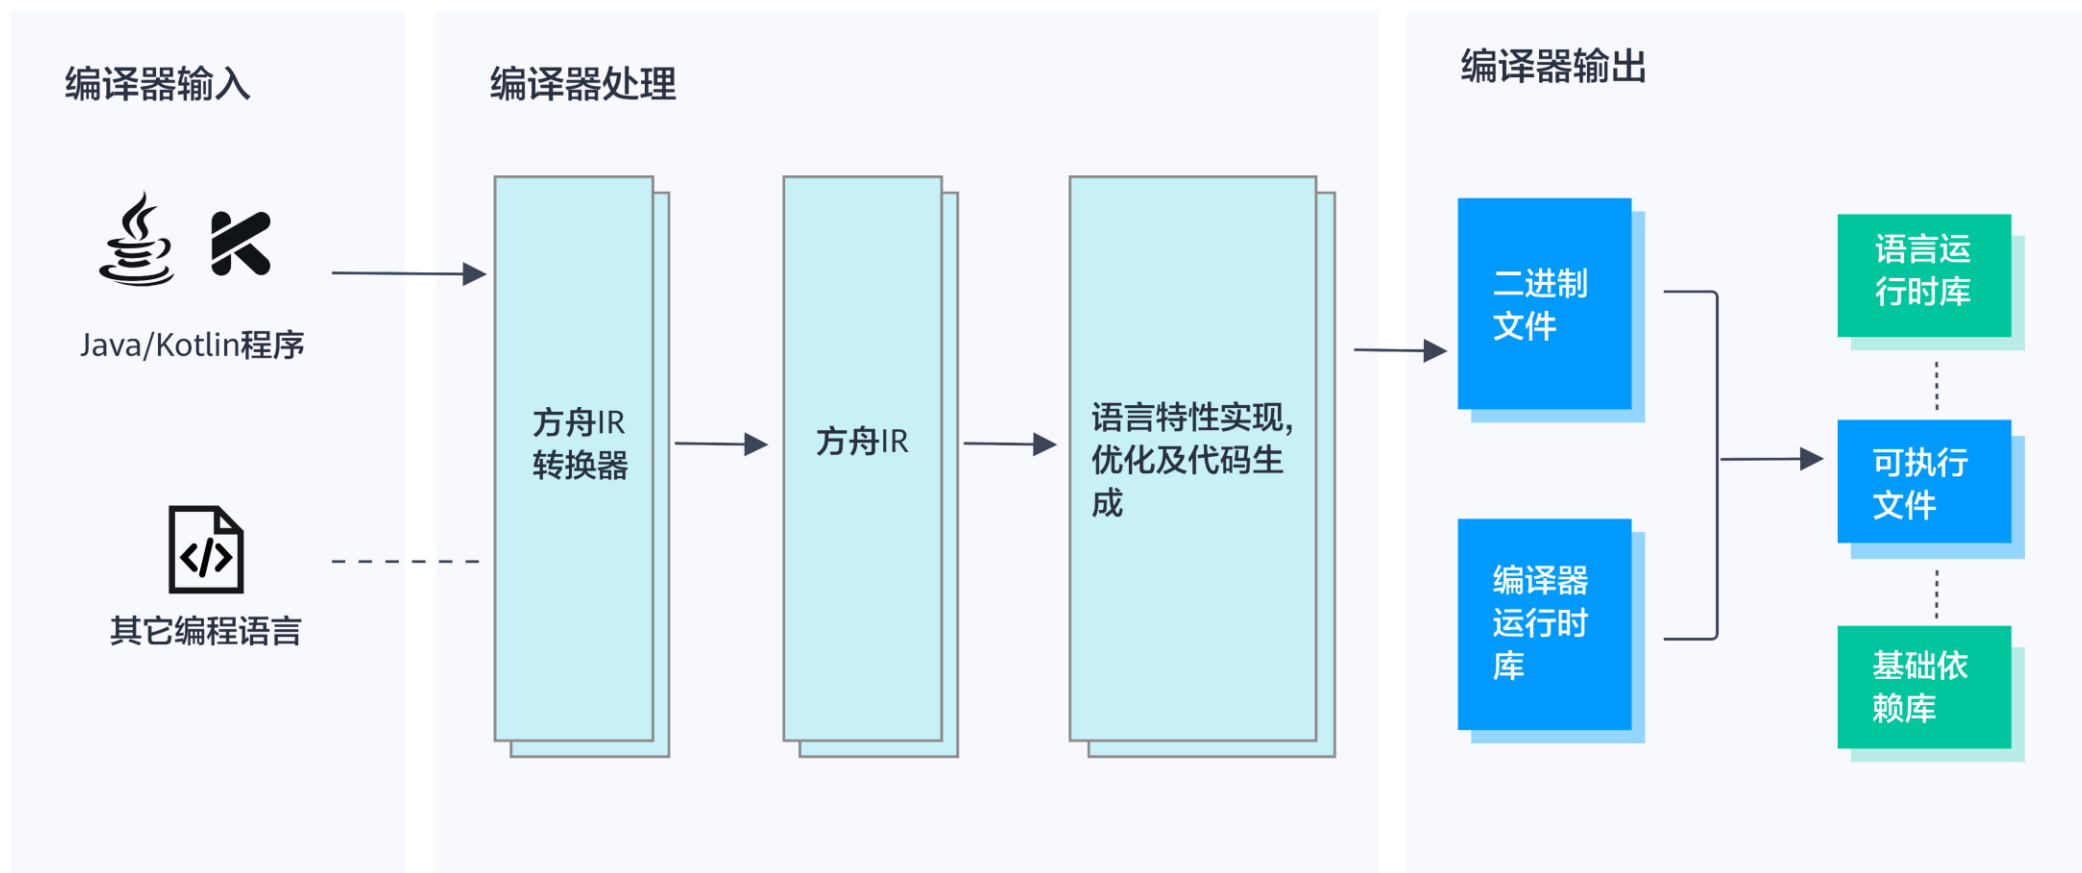 编译器输入
Java/Kotlin程序
其它编程语言
编译器处理
方舟IR
转换器
方舟IR
语言特性实现,
优化及代码生
成
编译器输出
二进制
文件
编译器
运行时
库
语言运
行时库
可执行
文件
基础依
赖库